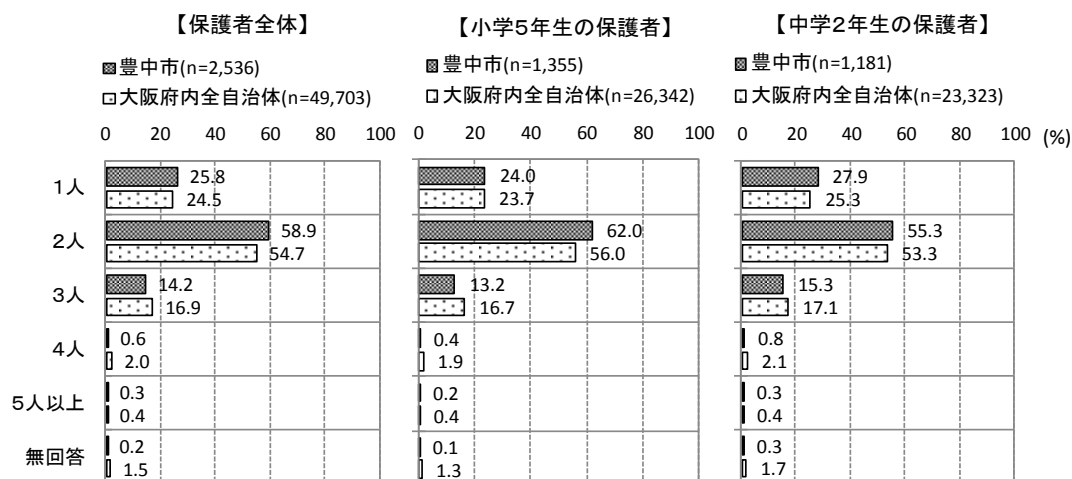 【保護者全体】 【小学5年生の保護者】 【中学2年生の保護者】
豊中市(n=2,536) 豊中市(n=1,355) 豊中市(n=1,181)
大阪府内全自治体(n=49,703) 大阪府内全自治体(n=26,342) 大阪府内全自治体(n=23,323)
0 20 40 60 80 100 0 20 40 60 80 100 0 20 40 60 80 100 (%)
1人 25.8 24.0 27.9
24.5 23.7 25.3
2人 58.9 62.0 55.3
54.7 56.0 53.3
3人 14.2 13.2 15.3
16.9 16.7 17.1
4人 0.6 0.4 0.8
2.0 1.9 2.1
5人以上 0.3 0.2 0.3
0.4 0.4 0.4
無回答 0.2 0.1 0.3
1.5 1.3 1.7